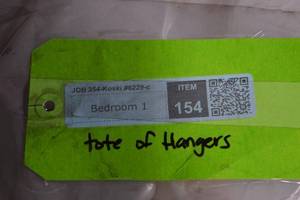 JOB 354-Koski #6229-c
Bedroom 1
ITEM
154
tote of Hangers